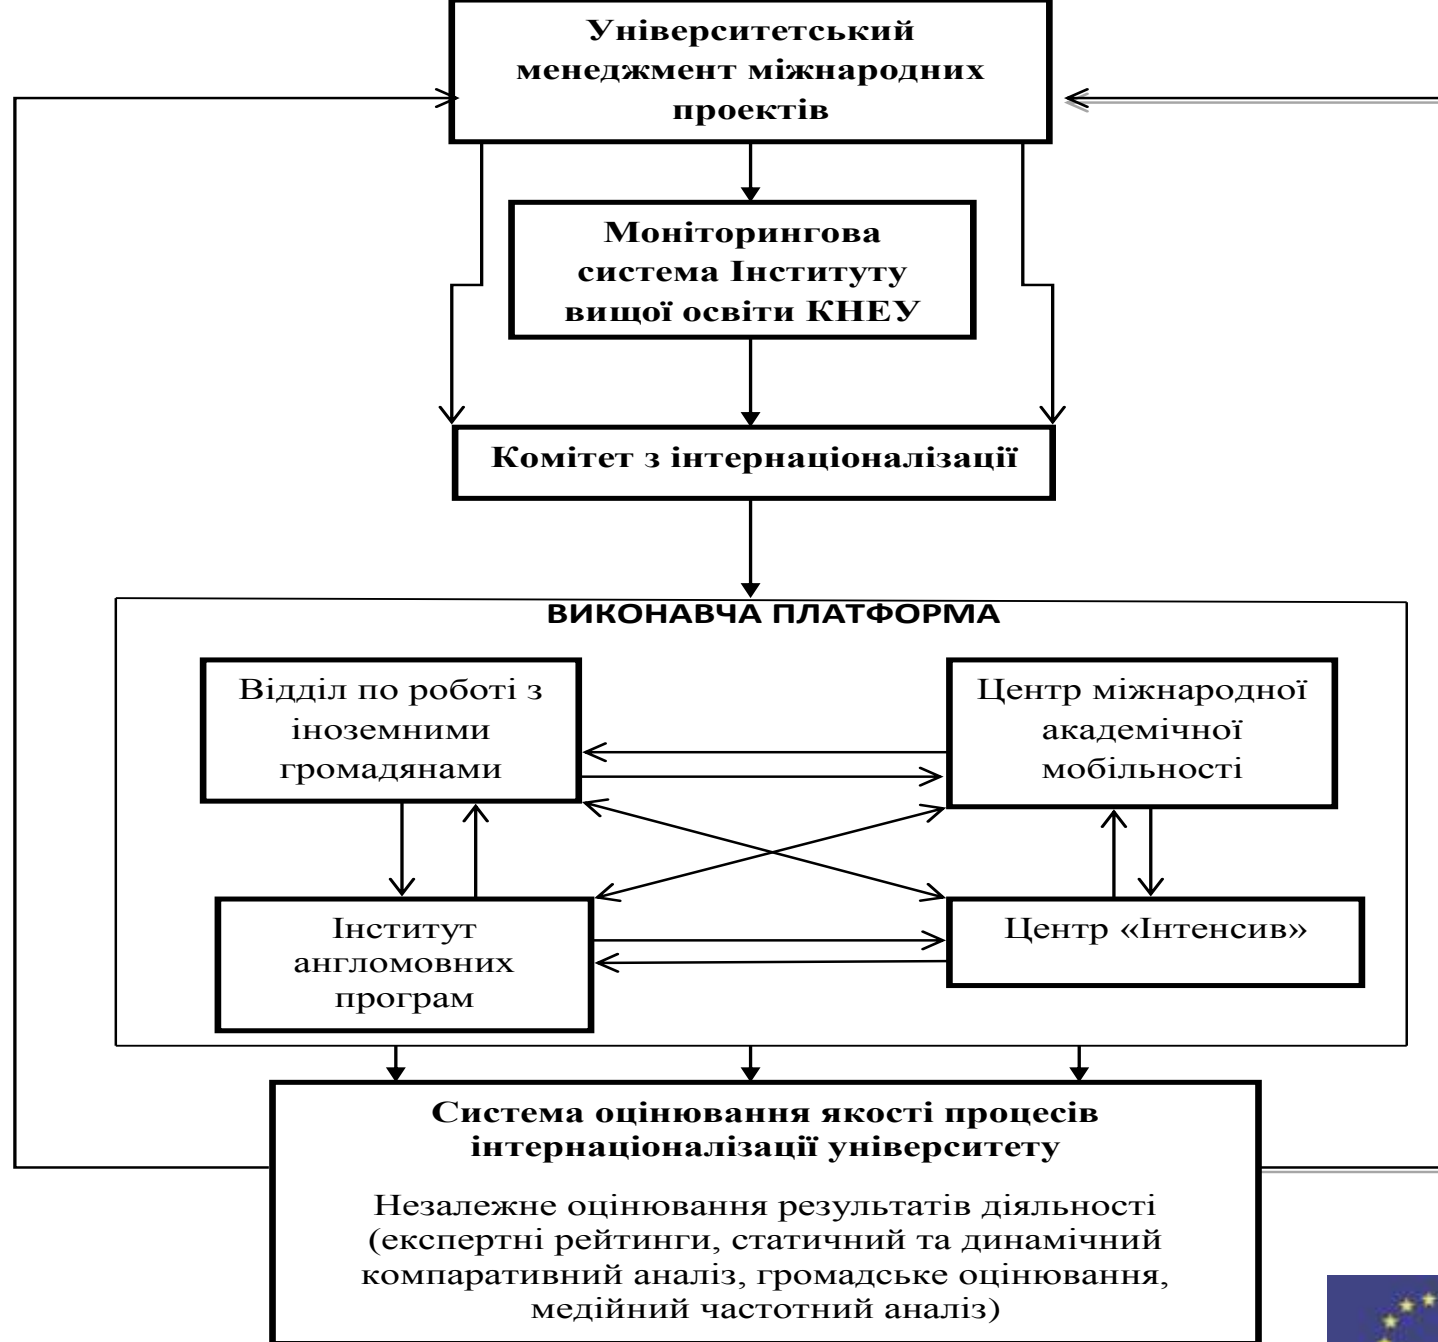 Університетський
менеджмент міжнародних
проектів
Моніторингова
система Інституту
вищої освіти КНЕУ
Комітет з інтернаціоналізації
ВИКОНАВЧА ПЛАТФОРМА
Відділ по роботі з
іноземними
громадянами
Центр міжнародної
академічної
мобільності
Інститут
англомовних
програм
Центр «Інтенсив»
Система оцінювання якості процесів
інтернаціоналізації університету
Незалежне оцінювання результатів діяльності
(експертні рейтинги, статичний та динамічний
компаративний аналіз, громадське оцінювання,
медійний частотний аналіз)